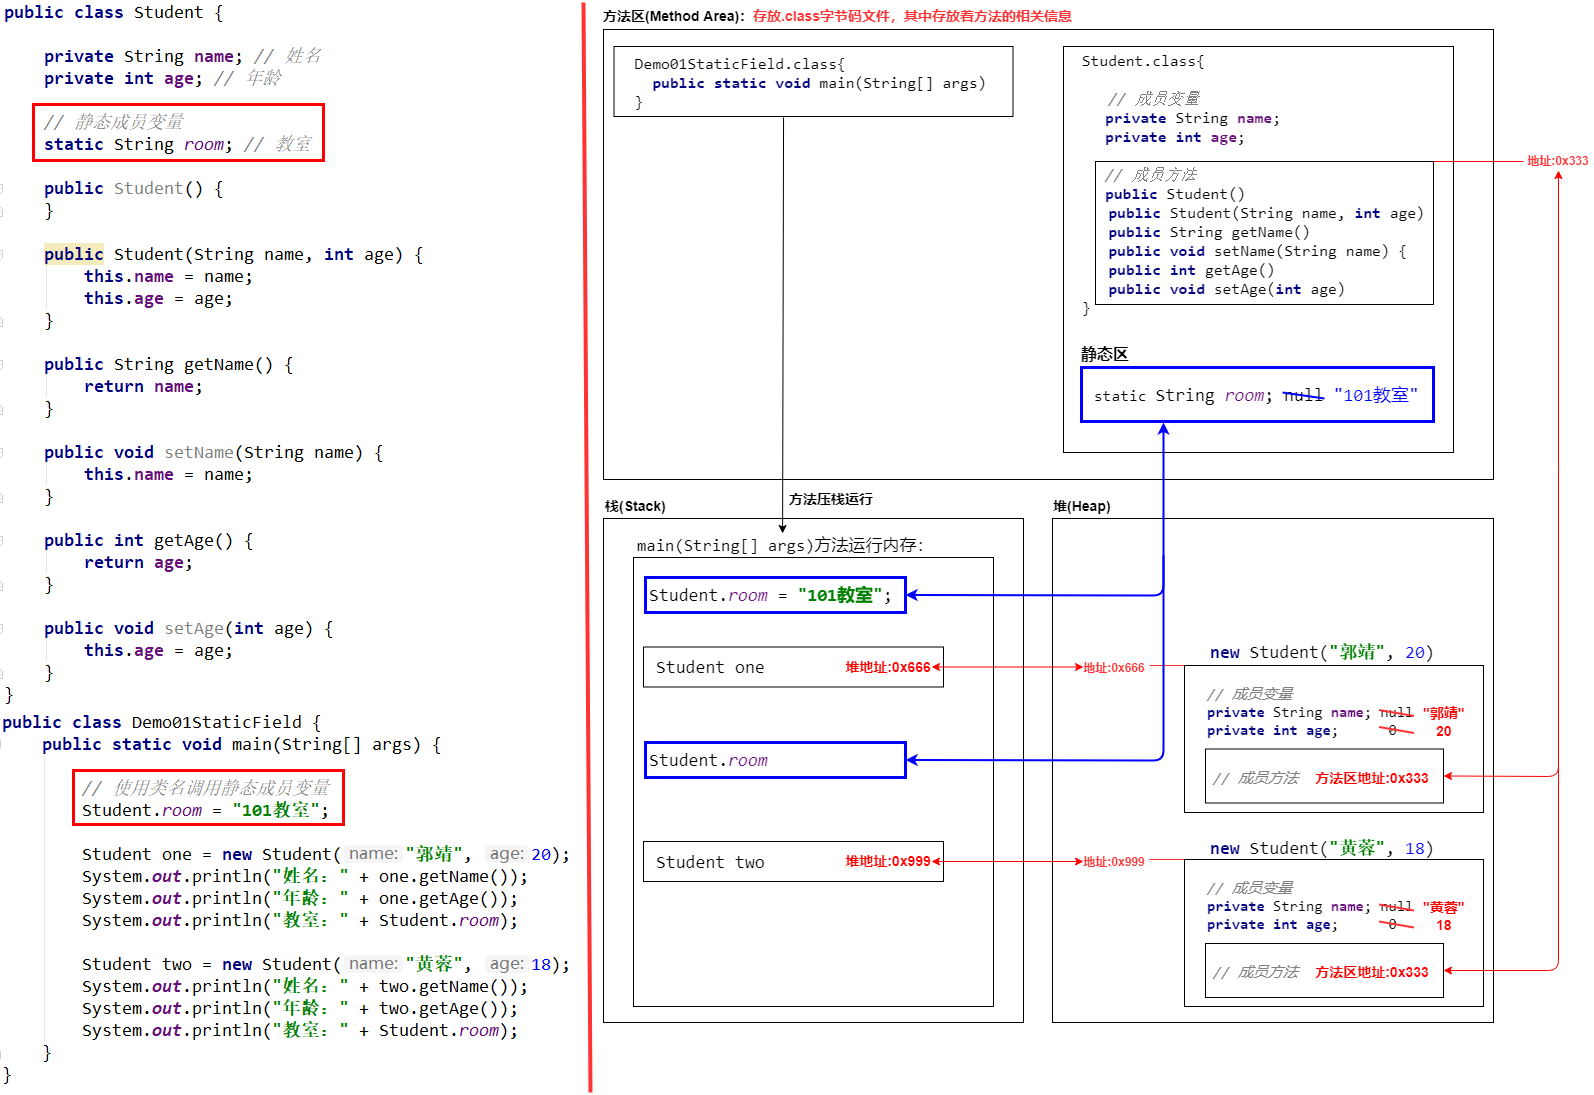 public class Student {
private String name; // 姓名
private int age; // 年龄
// 静态成员变量
static String room; // 教室
public Student() {
}
public Student(String name, int age) {
this.name = name;
this.age = age;
}
public String getName() {
return name;
}
public void setName(String name) {
this.name = name;
}
public int getAge() {
return age;
}
public void setAge(int age) {
this.age = age;
}
}
public class Demo01StaticField {
public static void main(String[] args) {
// 使用类名调用静态成员变量
Student.room = "101教室";
Student one = new Student( name: "郭靖", age: 20);
System.out.println("姓名：" + one.getName());
System.out.println("年龄：" + one.getAge());
System.out.println("教室：" + Student.room);
Student two = new Student( name: "黄蓉", age: 18);
System.out.println("姓名：" + two.getName());
System.out.println("年龄：" + two.getAge());
System.out.println("教室：" + Student.room);
}
}
方法区(Method Area)：存放.class字节码文件，其中存放着方法的相关信息
Demo01StaticField.class{
public static void main(String[] args)
}
Student.class{
// 成员变量
private String name;
private int age;
地址:0x333
// 成员方法
public Student()
public Student(String name, int age)
public String getName()
public void setName(String name) {
public int getAge()
public void setAge(int age)
}
静态区
static String room; null "101教室"
方法压栈运行
栈(Stack)
main(String[] args)方法运行内存：
Student.room = "101教室";
Student one 堆地址:0x666
Student.room
Student two 堆地址:0x999
堆(Heap)
new Student("郭靖", 20)
地址:0x666
// 成员变量
private String name; null "郭靖"
private int age; 0 20
// 成员方法 方法区地址:0x333
new Student("黄蓉", 18)
地址:0x999
// 成员变量
private String name; null "黄蓉"
private int age; 0 18
// 成员方法 方法区地址:0x333